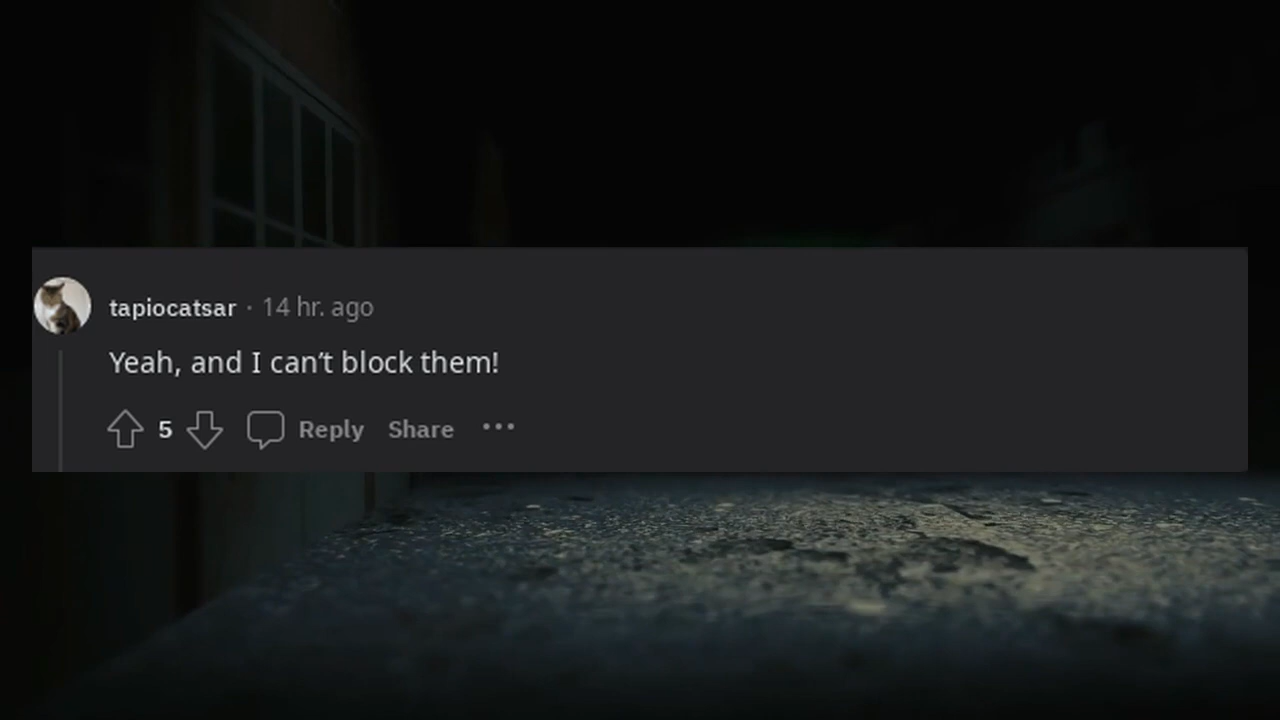 tapiocatsar · 14 hr. ago
Yeah, and I can’t block them!
5 Reply Share •••